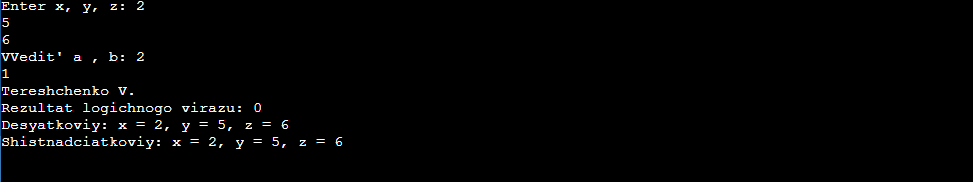 Enter x, y, z: 2
5
6
VVedit' a , b: 2
1
Tereshchenko V.
Rezultat logichnogo virazu: 0
Desyatkoviy: x = 2, y = 5, z = 6
Shistnadciatkoviy: x = 2, y = 5, z = 6